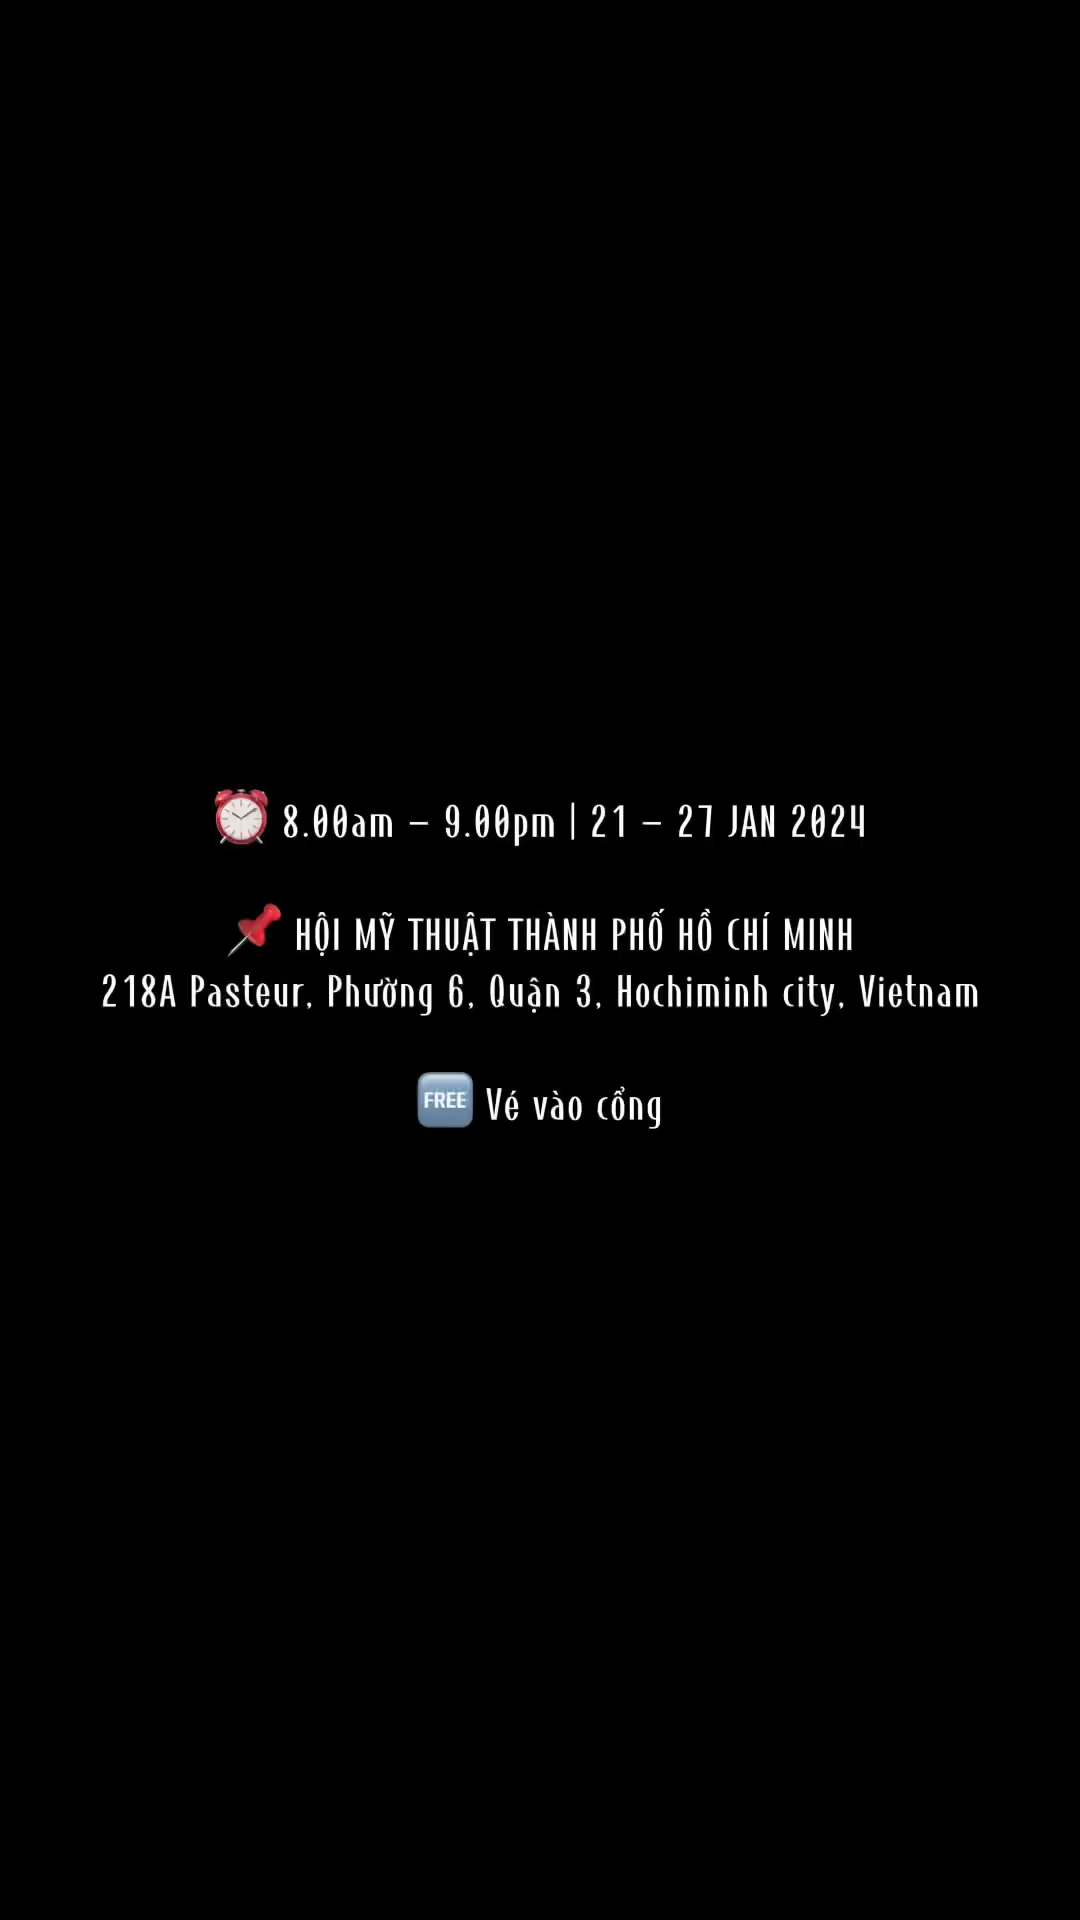 ⏰ 8.00am – 9.00pm | 21 – 27 JAN 2024
📌 HỘI MỸ THUẬT THÀNH PHỐ HỒ CHÍ MINH
218A Pasteur, Phường 6, Quận 3, Hochiminh city, Vietnam
🆓 Vé vào cổng